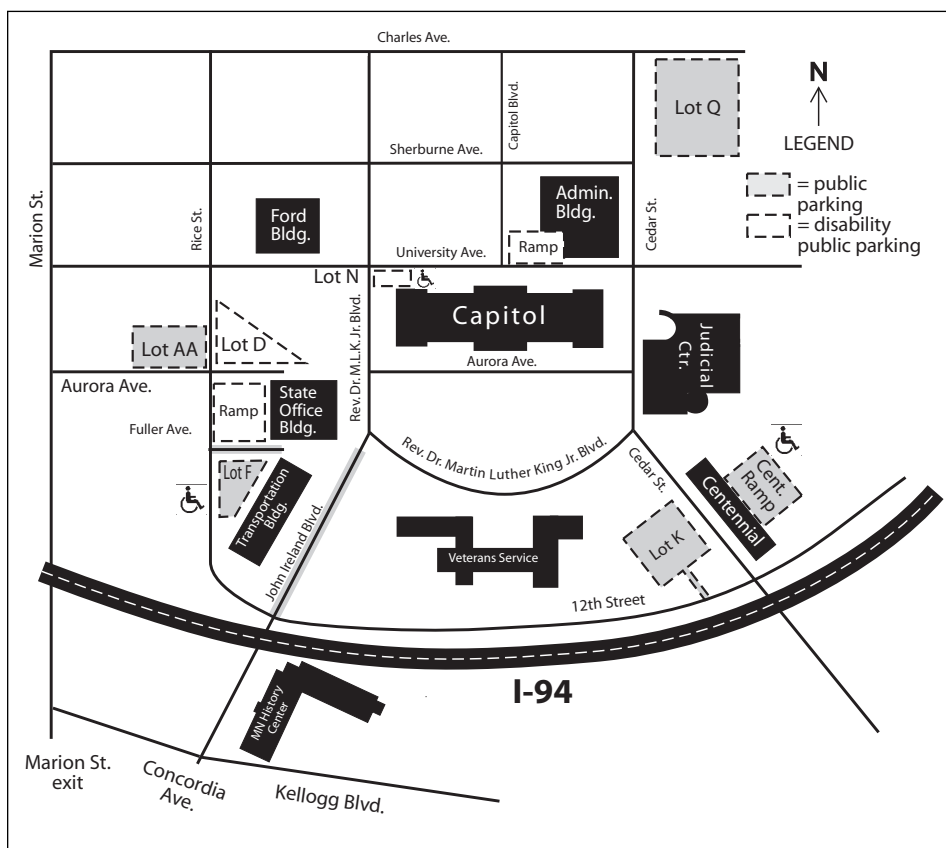 Charles Ave.
N
Capitol Blvd.
Lot Q
LEGEND
Sherburne Ave.
= public
parking
= disability
public parking
Marion St.
Rice St.
Ford
Bldg.
Admin.
Bldg.
Cedar St.
Ramp
University Ave.
Lot N
Rev. Dr. M.L.K. Jr. Blvd.
Capitol
Judicial
Ctr.
Lot AA
Lot D
Aurora Ave.
Aurora Ave.
Ramp
State
Office
Bldg.
Fuller Ave.
Rev. Dr. Martin Luther King Jr. Blvd.
Cedar St.
Lot F
Transportation
Bldg.
Cent.
Ramp
Centennial
John Ireland Blvd.
Veterans Service
Lot K
12th Street
I-94
MN History
Center
Marion St.
exit
Concordia
Ave.
Kellogg Blvd.